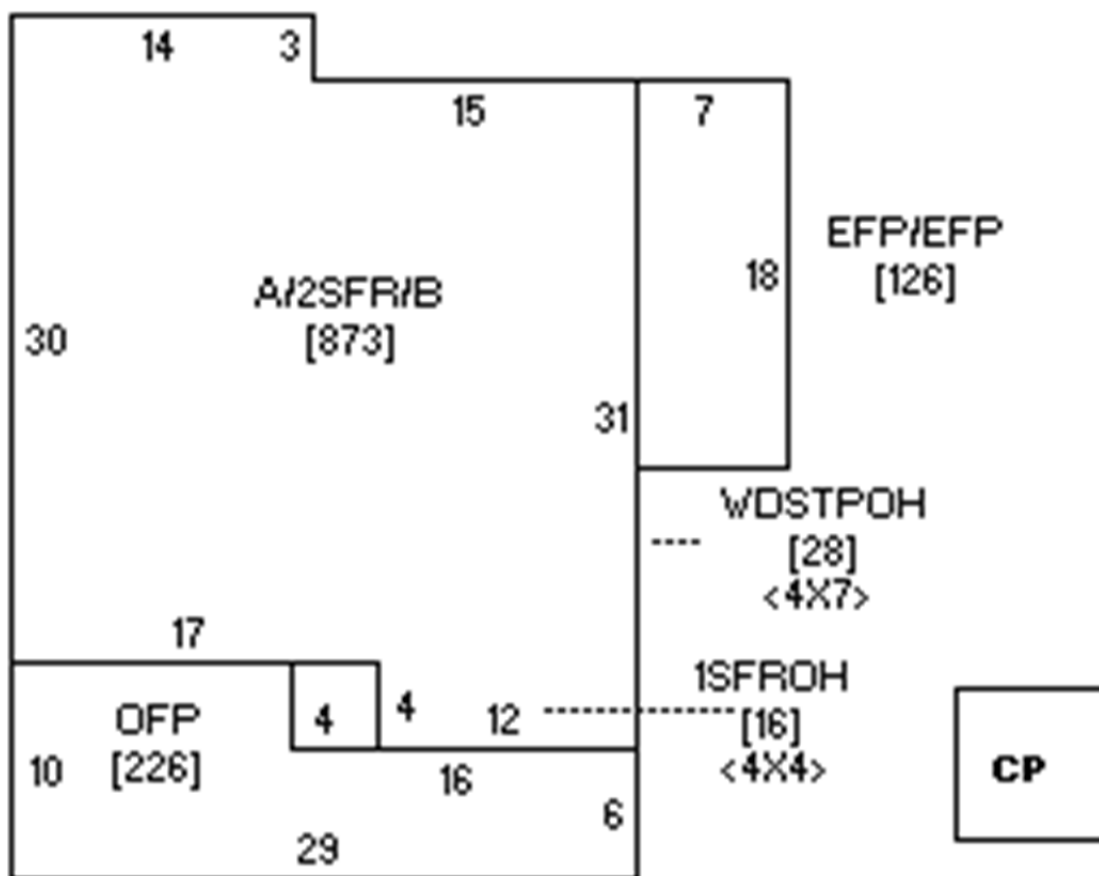 14
3
15
7
EFP/EFP
[126]
18
A/2SFR/B
[873]
30
31
WDSTPOH
[28]
<4X7>
17
1SFROH
[16]
<4X4>
OFP
[226]
4
4
12
10
16
6
29
CP